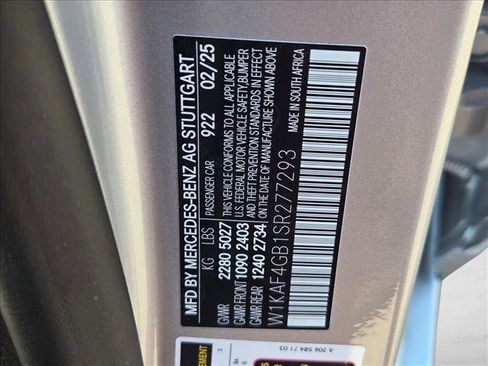 MFD BY MERCEDES-BENZ AG STUTTGART
PASSENGER CAR 922 02/25
KG LBS THIS VEHICLE CONFORMS TO ALL APPLICABLE
GVWR 2280 5027 U.S. FEDERAL MOTOR VEHICLE SAFETY, BUMPER
GAWR FRONT 1090 2403 AND THEFT PREVENTION STANDARDS IN EFFECT
GAWR REAR 1240 2734 ON THE DATE OF MANUFACTURE SHOWN ABOVE
MADE IN SOUTH AFRICA
W1KAF4GB1SR277293
A 206 584 71 03